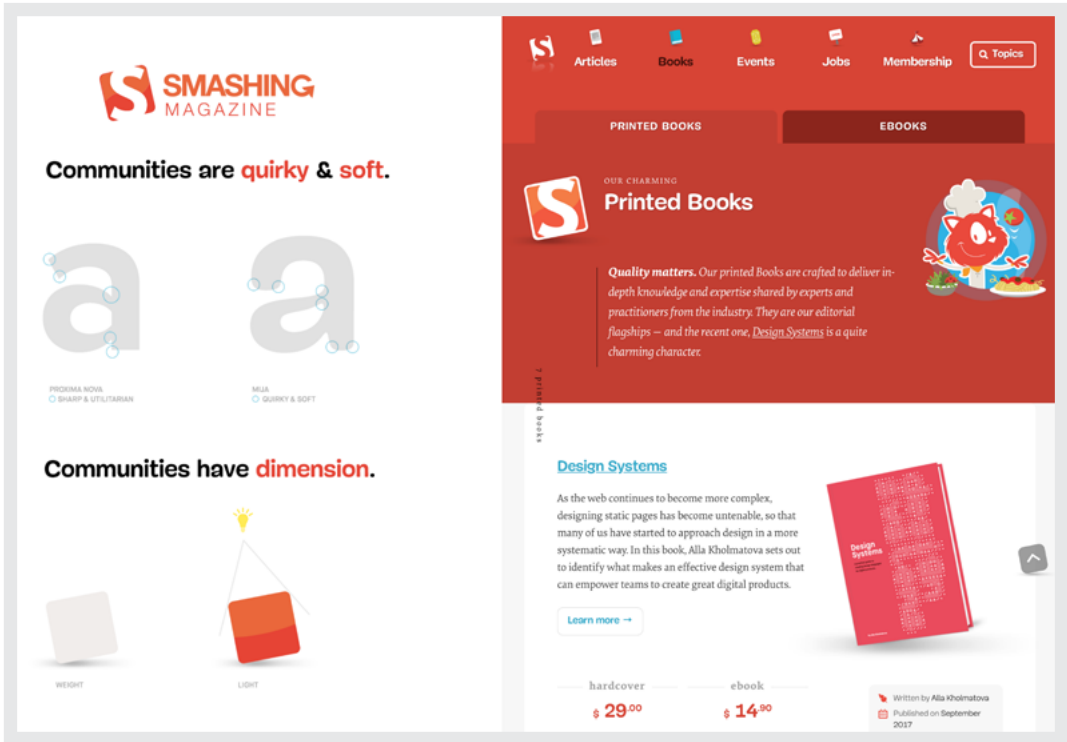 SMASHING
MAGAZINE
Communities are quirky & soft.
PROXIMA NOVA
SHARP & UTILITARIAN
MIJA
QUIRKY & SOFT
Communities have dimension.
WEIGHT
LIGHT
Articles
Books
Events
Jobs
Membership
Topics
PRINTED BOOKS
EBOOKS
OUR CHARMING
Printed Books
Quality matters. Our printed Books are crafted to deliver in-
depth knowledge and expertise shared by experts and
practitioners from the industry. They are our editorial
flagships — and the recent one, Design Systems is a quite
charming character.
7 printed books
Design Systems
As the web continues to become more complex,
designing static pages has become untenable, so that
many of us have started to approach design in a more
systematic way. In this book, Alla Kholmatova sets out
to identify what makes an effective design system that
can empower teams to create great digital products.
Learn more →
Design
Systems
hardcover
$ 29.00
ebook
$ 14.90
Written by Alla Kholmatova
Published on September
2017